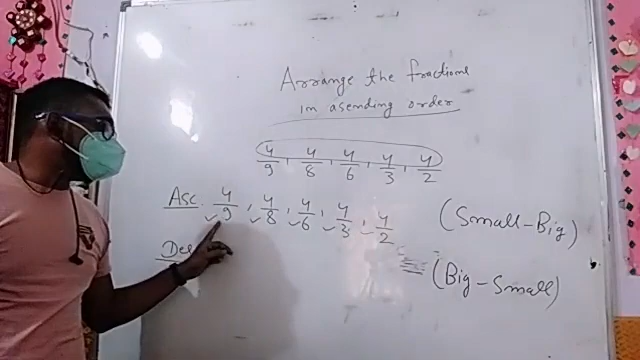 Arrange the fractions
in asending order
4/9, 4/8, 4/6, 4/3, 4/2
Asc. 4/9, 4/8, 4/6, 4/3, 4/2 (Small-Big)
Des (Big-Small)